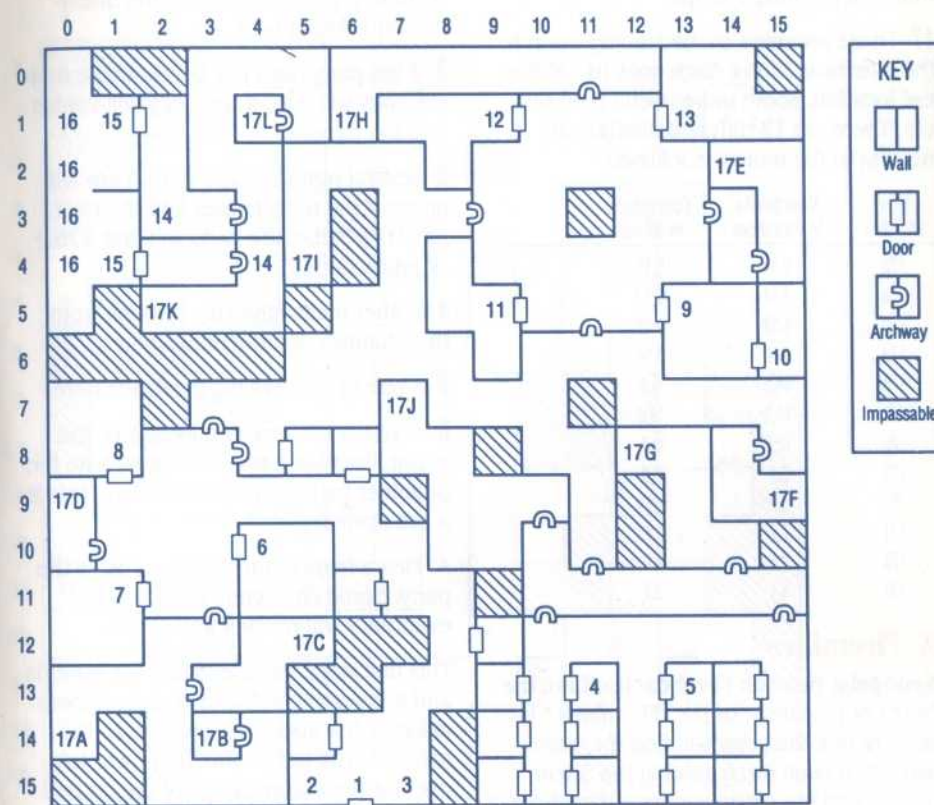 0 1 2 3 4 5 6 7 8 9 10 11 12 13 14 15
KEY
Wall
Door
Archway
Impassable
0
1 16 15 17L 17H 12 13
2 16 17E
3 16 14
4 16 15 14 17I
5 17K 11 9
6 10
7 17J
8 8 17G
9 17D 17F
10 6
11 7
12 17C
13 4 5
14 17A 17B
15 2 1 3